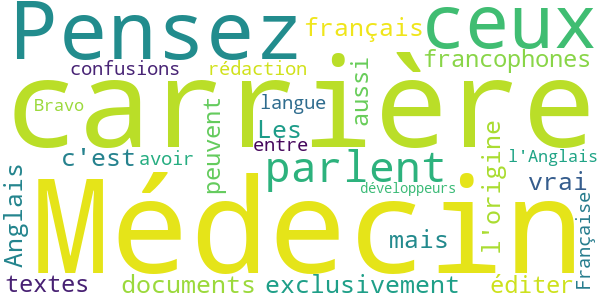 Pensez
français
ceux
confusions
rédaction
francophones
carrière
Bravo
langue
aussi
Les
peuvent
c'est
avoir
entre
parlent
développeurs
l'origine
l'Anglais
Anglais
Médecin
vrai
Française
mais
textes
documents
exclusivement
éditer